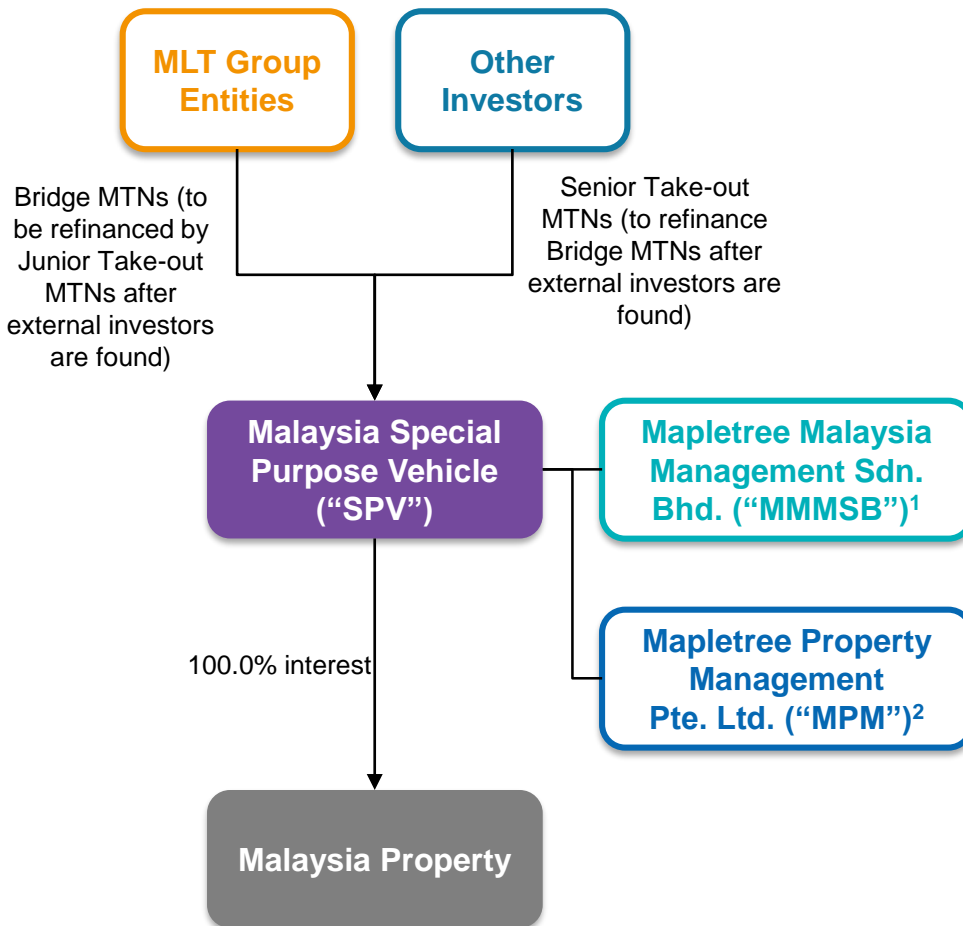 MLT Group
Entities
Other
Investors
Bridge MTNs (to
be refinanced by
Junior Take-out
MTNs after
external investors
are found)
Senior Take-out
MTNs (to refinance
Bridge MTNs after
external investors are
found)
Malaysia Special
Purpose Vehicle
(“SPV”)
Mapletree Malaysia
Management Sdn.
Bhd. (“MMMSB”)1
Mapletree Property
Management
Pte. Ltd. (“MPM”)2
100.0% interest
Malaysia Property